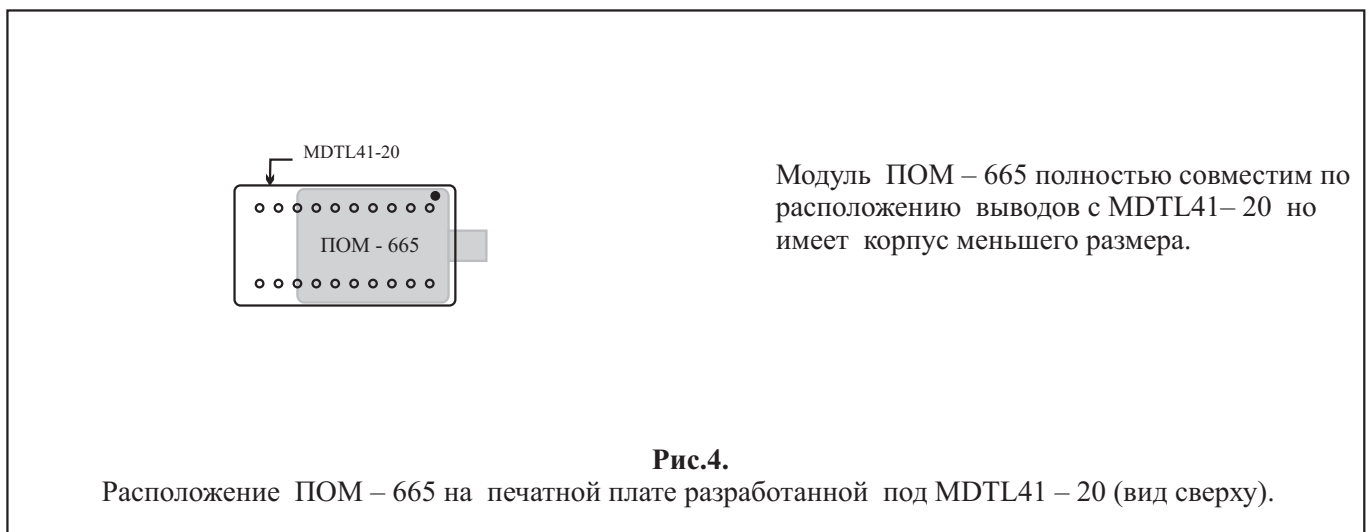 MDTL41-20
ПОМ - 665
Модуль ПОМ – 665 полностью совместим по
расположению выводов с MDTL41– 20 но
имеет корпус меньшего размера.
Рис.4.
Расположение ПОМ – 665 на печатной плате разработанной под MDTL41 – 20 (вид сверху).